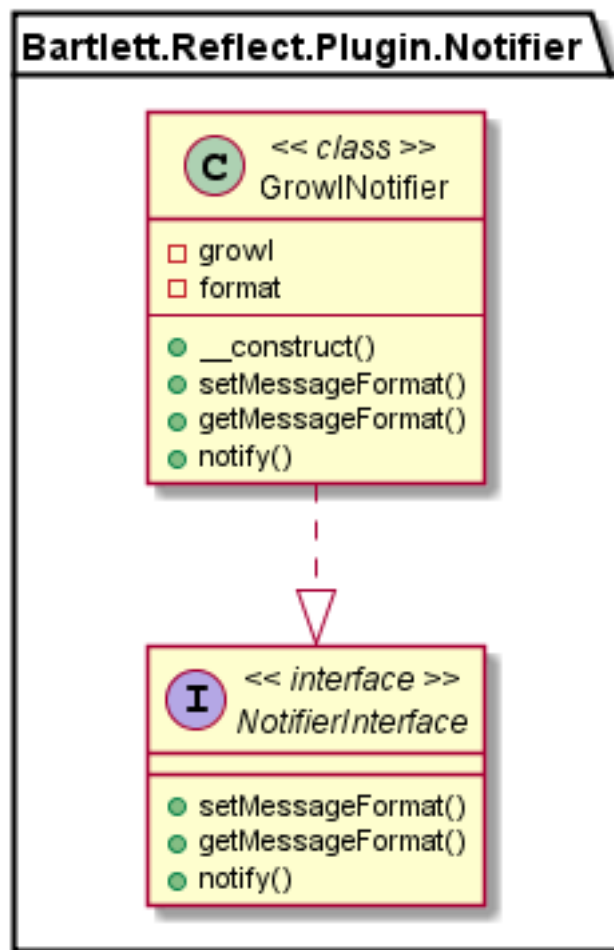 Bartlett.Reflect.Plugin.Notifier
C
<< class >>
GrowlNotifier
growl
format
__construct()
setMessageFormat()
getMessageFormat()
notify()
I
<< interface >>
NotifierInterface
setMessageFormat()
getMessageFormat()
notify()